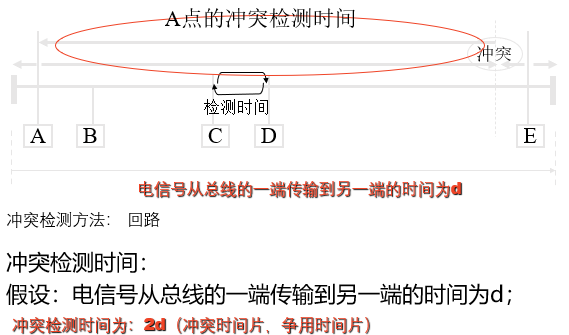 A点的冲突检测时间
冲突
检测时间
A B C D E
电信号从总线的一端传输到另一端的时间为d
冲突检测方法： 回路
冲突检测时间：
假设：电信号从总线的一端传输到另一端的时间为d；
冲突检测时间为：2d（冲突时间片、争用时间片）